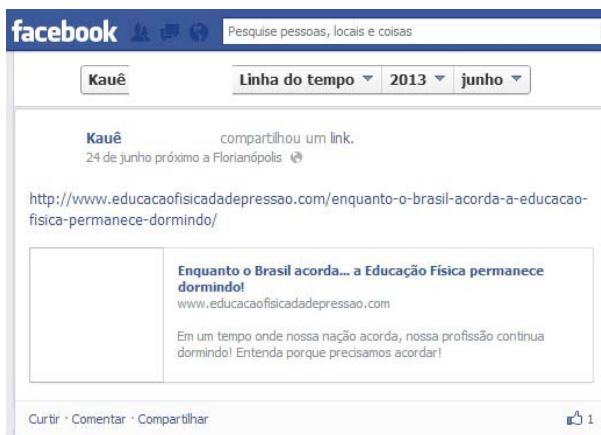 facebook Pesquise pessoas, locais e coisas
Kauê Linha do tempo 2013 junho
Kauê compartilhou um link.
24 de junho próximo a Florianópolis
http://www.educacaofisicadadepressao.com/enquanto-o-brasil-acorda-a-educacao-
fisica-permanece-dormindo/
Enquanto o Brasil acorda... a Educação Física permanece
dormindo!
www.educacaofisicadadepressao.com
Em um tempo onde nossa nação acorda, nossa profissão continua
dormindo! Entenda porque precisamos acordar!
Curtir · Comentar · Compartilhar 1